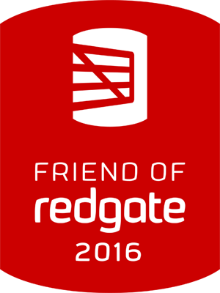 FRIEND OF
redgate
2016